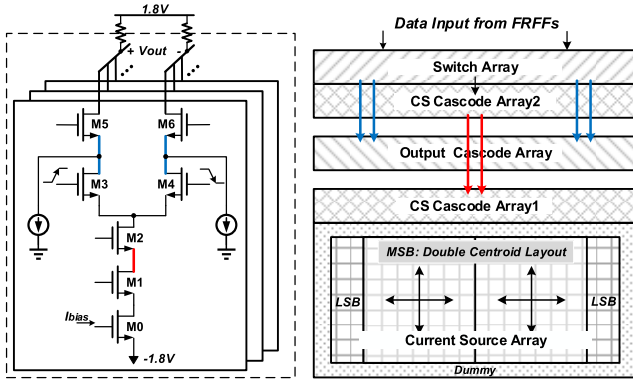 1.8V
+ Vout -
M5
M6
M3
M4
M2
M1
Ibias
M0
-1.8V
Data Input from FRFFs
Switch Array
CS Cascode Array2
Output Cascode Array
CS Cascode Array1
MSB: Double Centroid Layout
LSB
LSB
Current Source Array
Dummy